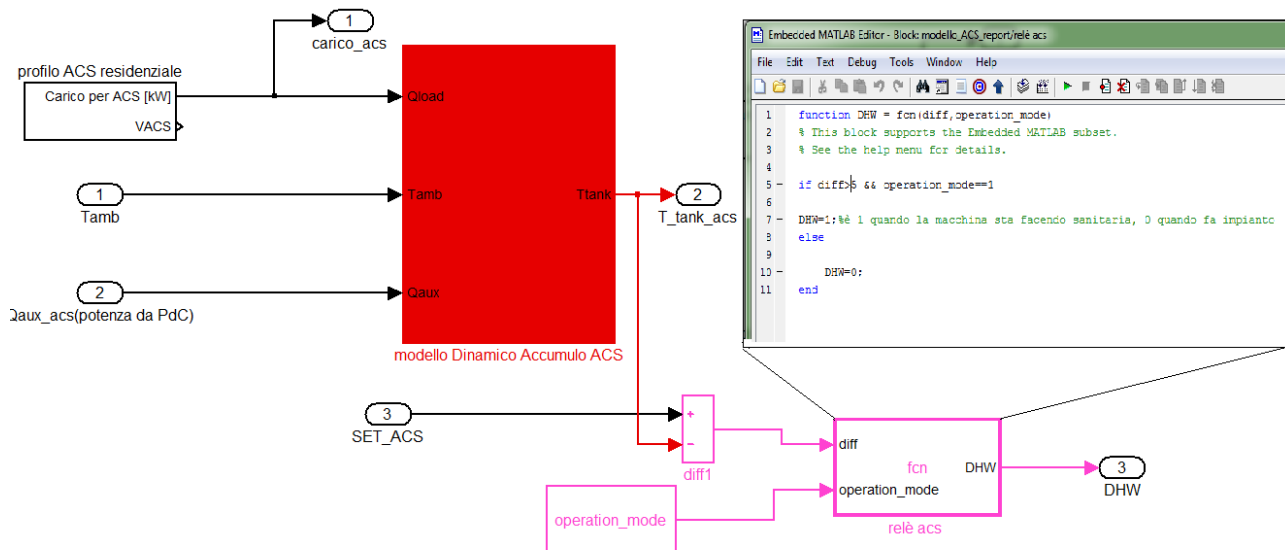 1
carico_acs
profilo ACS residenziale
Carico per ACS [kW]
VACS
Qload
1
Tamb
Tamb
Ttank
2
T_tank_acs
2
Qaux_acs(potenza da PdC)
Qaux
modello Dinamico Accumulo ACS
3
SET_ACS
+
-
diff1
operation_mode
diff
operation_mode
fcn
DHW
relè acs
3
DHW
Embedded MATLAB Editor - Block: modello_ACS_report/relè acs
File Edit Text Debug Tools Window Help
1 function DHW = fcn(diff,operation_mode)
2 % This block supports the Embedded MATLAB subset.
3 % See the help menu for details.
4
5 - if diff>5 && operation_mode==1
6
7 - DHW=1;%è 1 quando la macchina sta facendo sanitaria, 0 quando fa impianto
8 else
9
10 - DHW=0;
11 end